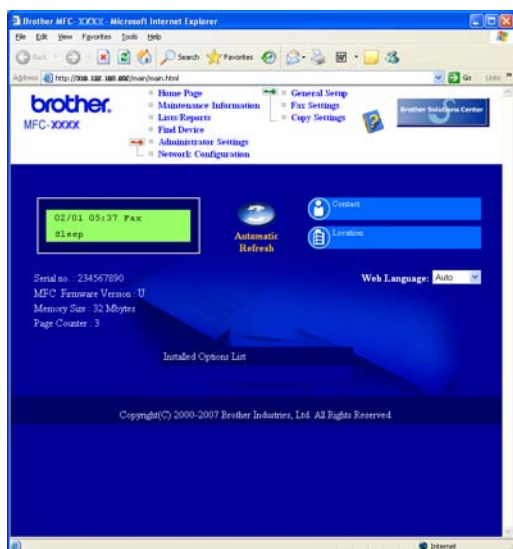 Brother MFC- XXXX - Microsoft Internet Explorer
File Edit View Favorites Tools Help
Back Search Favorites
Address /main/main.html Go Links »
brother.
MFC-XXXX
Home Page
Maintenance Information
Lists/Reports
Find Device
Administrator Settings
Network Configuration
General Setup
Fax Settings
Copy Settings
Brother Solutions Center
02/01 05:37 Fax
Sleep
Automatic
Refresh
Contact
Location
Serial no. : 234567890
MFC Firmware Version : U
Memory Size : 32 Mbytes
Page Counter : 3
Web Language: Auto
Installed Options List
Copyright(C) 2000-2007 Brother Industries, Ltd. All Rights Reserved.
Internet